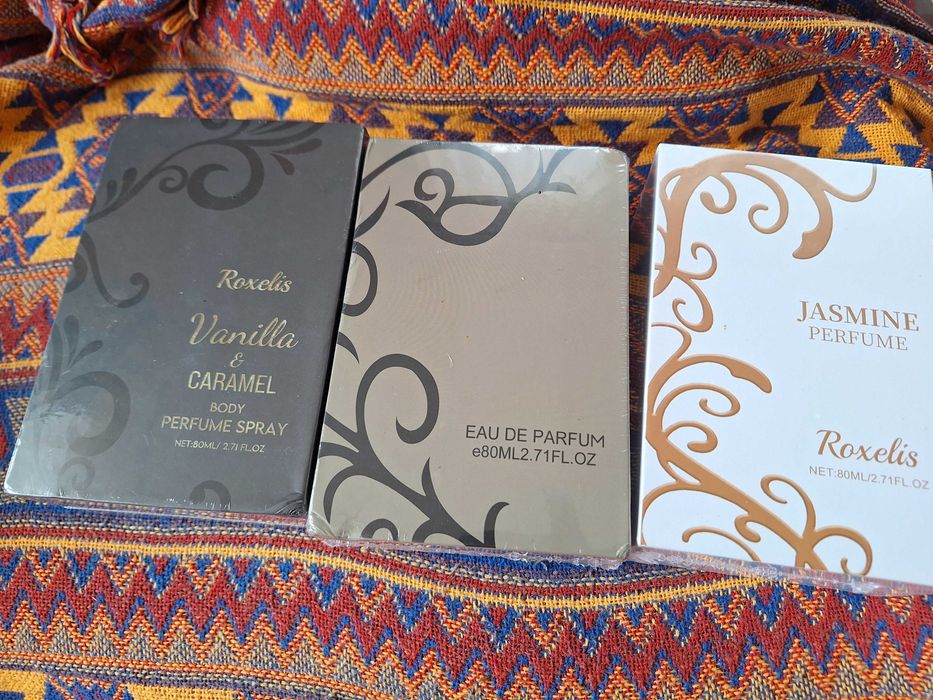 Roxelis
Vanilla
&
CARAMEL
BODY
PERFUME SPRAY
NET:80ML/ 2.71 FL.OZ
EAU DE PARFUM
e80ML2.71FL.OZ
JASMINE
PERFUME
Roxelis
NET:80ML/2.71FL.OZ